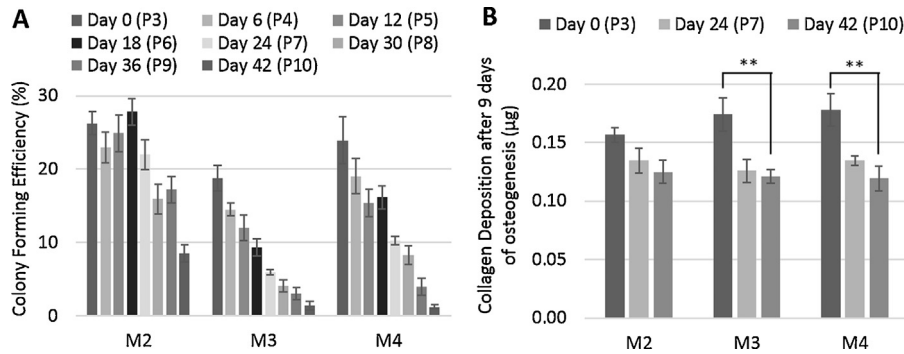 A
Day 0 (P3) Day 6 (P4) Day 12 (P5)
Day 18 (P6) Day 24 (P7) Day 30 (P8)
Day 36 (P9) Day 42 (P10)
Colony Forming Efficiency (%)
30
20
10
0
M2 M3 M4
B
Day 0 (P3) Day 24 (P7) Day 42 (P10)
Collagen Deposition after 9 days
of osteogenesis (µg)
0.20
0.15
0.10
0.05
0.00
** **
M2 M3 M4